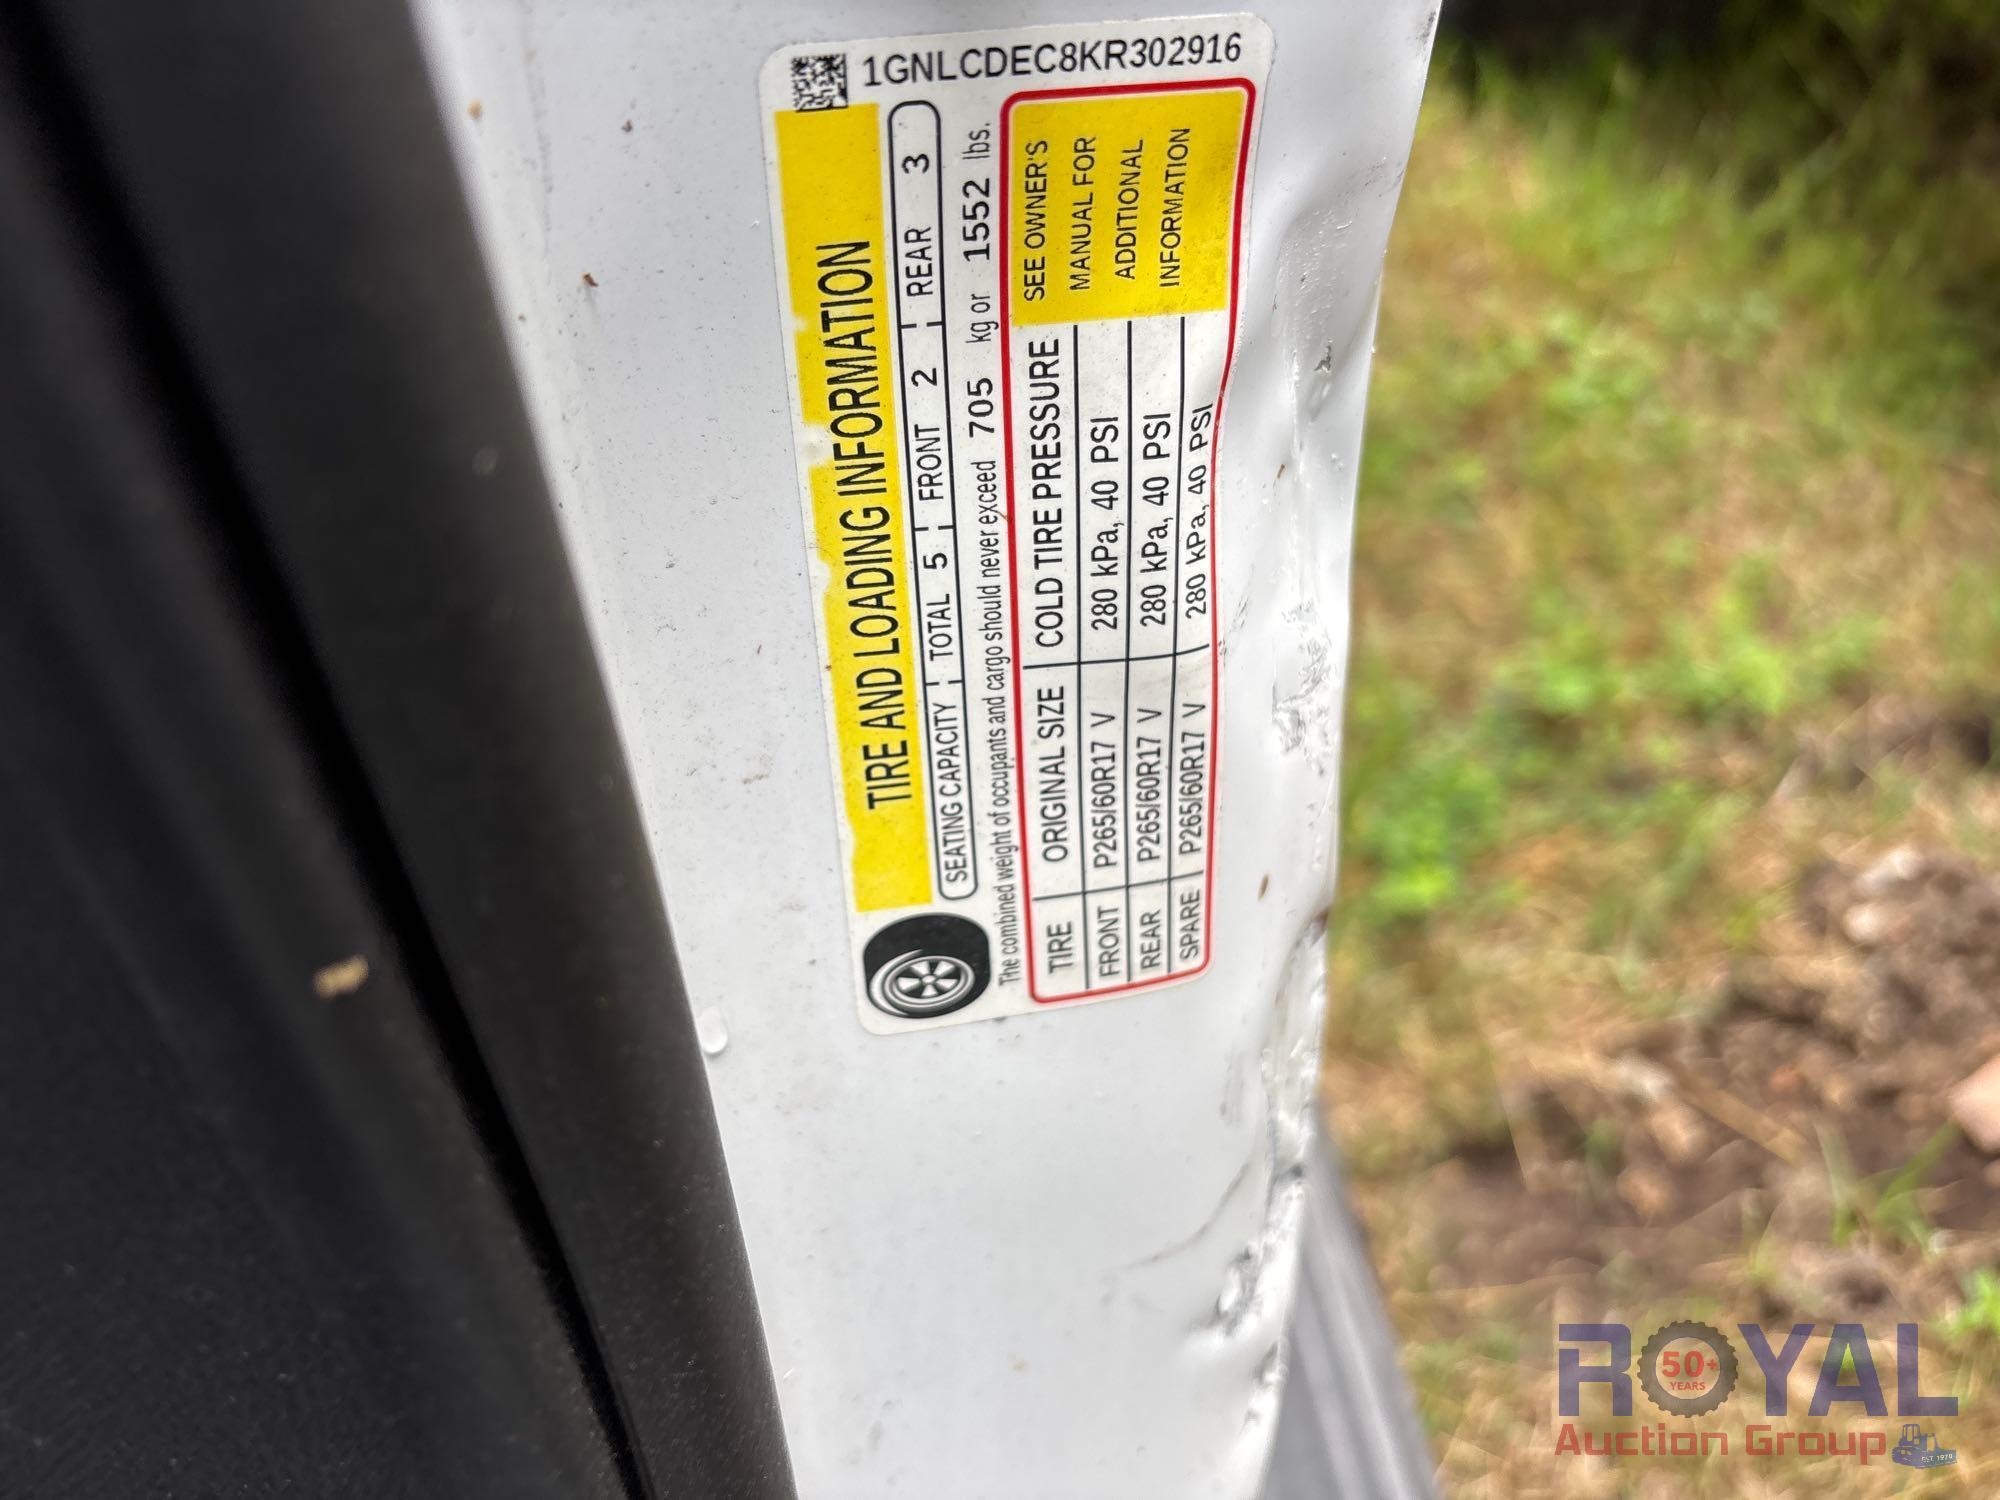 1GNLCDEC8KR302916
TIRE AND LOADING INFORMATION
SEATING CAPACITY TOTAL 5 FRONT 2 REAR 3
The combined weight of occupants and cargo should never exceed 705 kg or 1552 lbs.
TIRE ORIGINAL SIZE COLD TIRE PRESSURE
FRONT P265/60R17 V 280 kPa, 40 PSI
REAR P265/60R17 V 280 kPa, 40 PSI
SPARE P265/60R17 V 280 kPa, 40 PSI
SEE OWNER'S
MANUAL FOR
ADDITIONAL
INFORMATION
ROYAL
50+
YEARS
Auction Group
EST. 1970